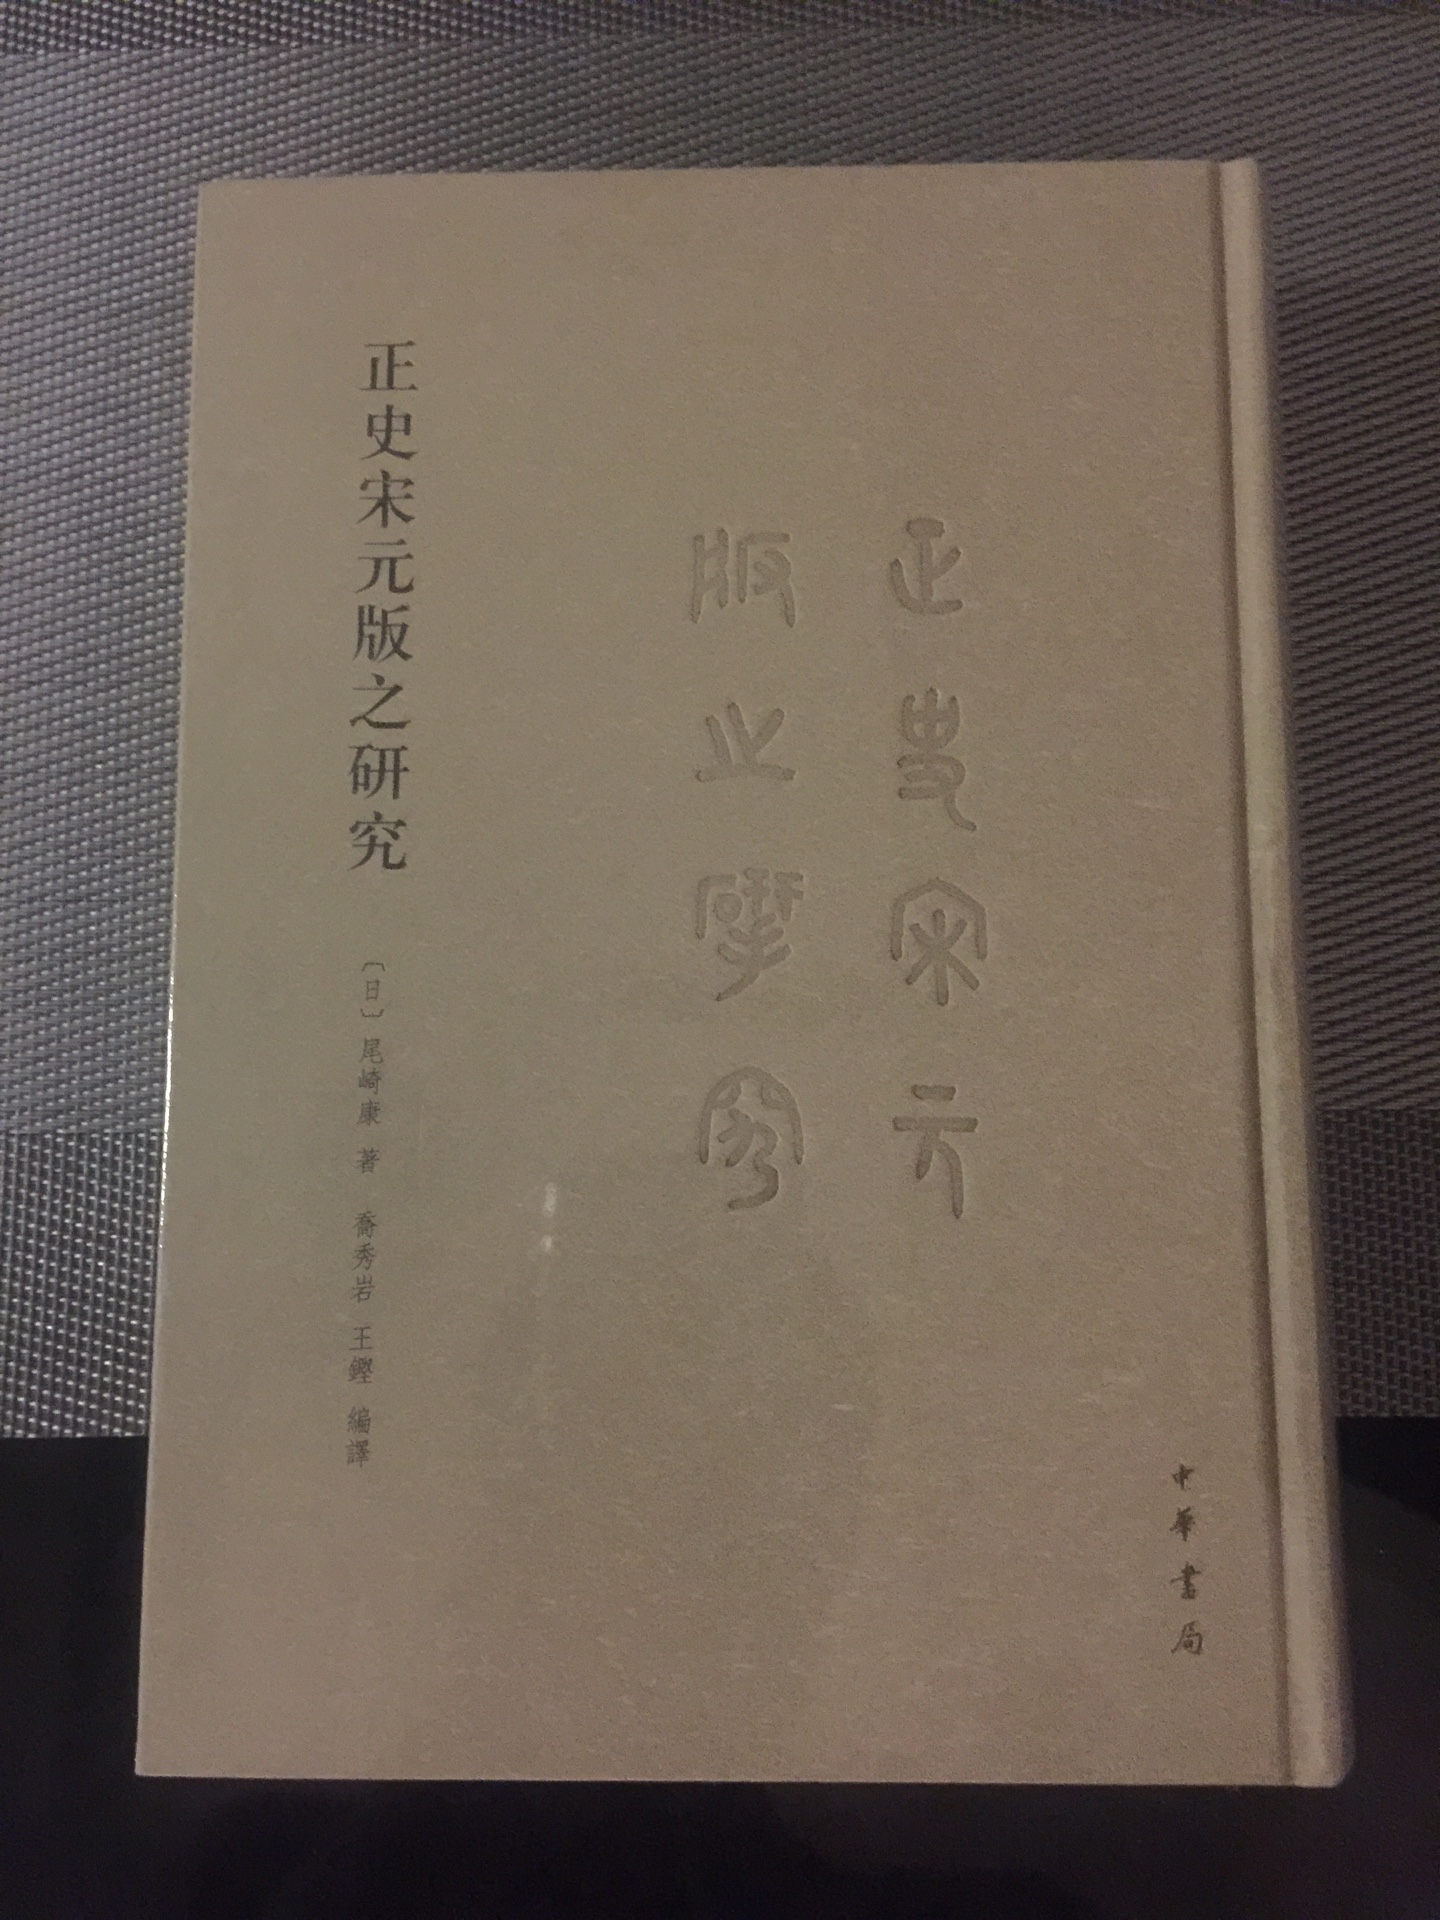 正史宋元
版之揅究
正史宋元版之研究
〔日〕尾崎康 著 喬秀岩 王鏗 編譯
中華書局